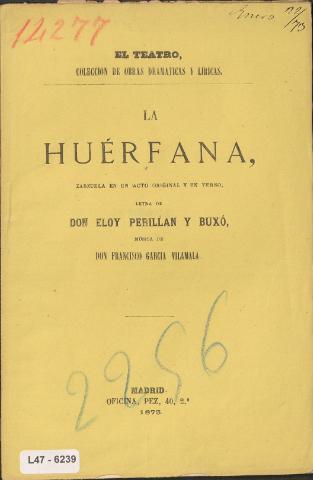 14277
Enero
EL TEATRO,
COLECCION DE OBRAS DRAMATICAS Y LIRICAS.
LA
HUÉRFANA,
ZARZUELA EN UN ACTO ORIGINAL Y EN VERSO,
LETRA DE
DON ELOY PERILLAN Y BUXÓ,
MÚSICA DE
DON FRANCISCO GARCIA VILAMALA.
2256
MADRID.
OFICINA, PEZ, 40, 2.º
1873.
L47 - 6239